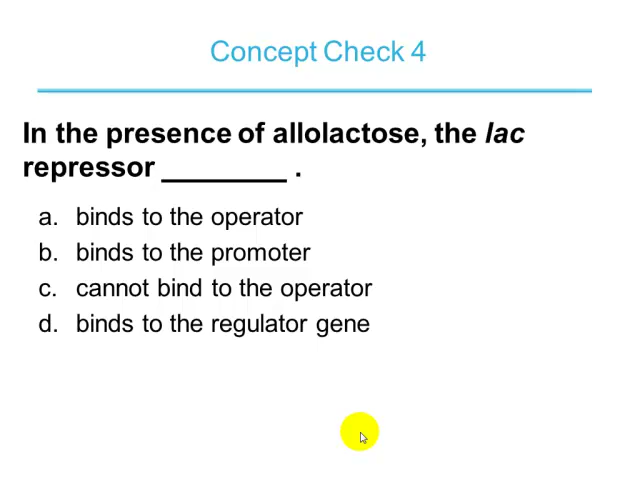 Concept Check 4
In the presence of allolactose, the lac
repressor ________ .
a. binds to the operator
b. binds to the promoter
c. cannot bind to the operator
d. binds to the regulator gene